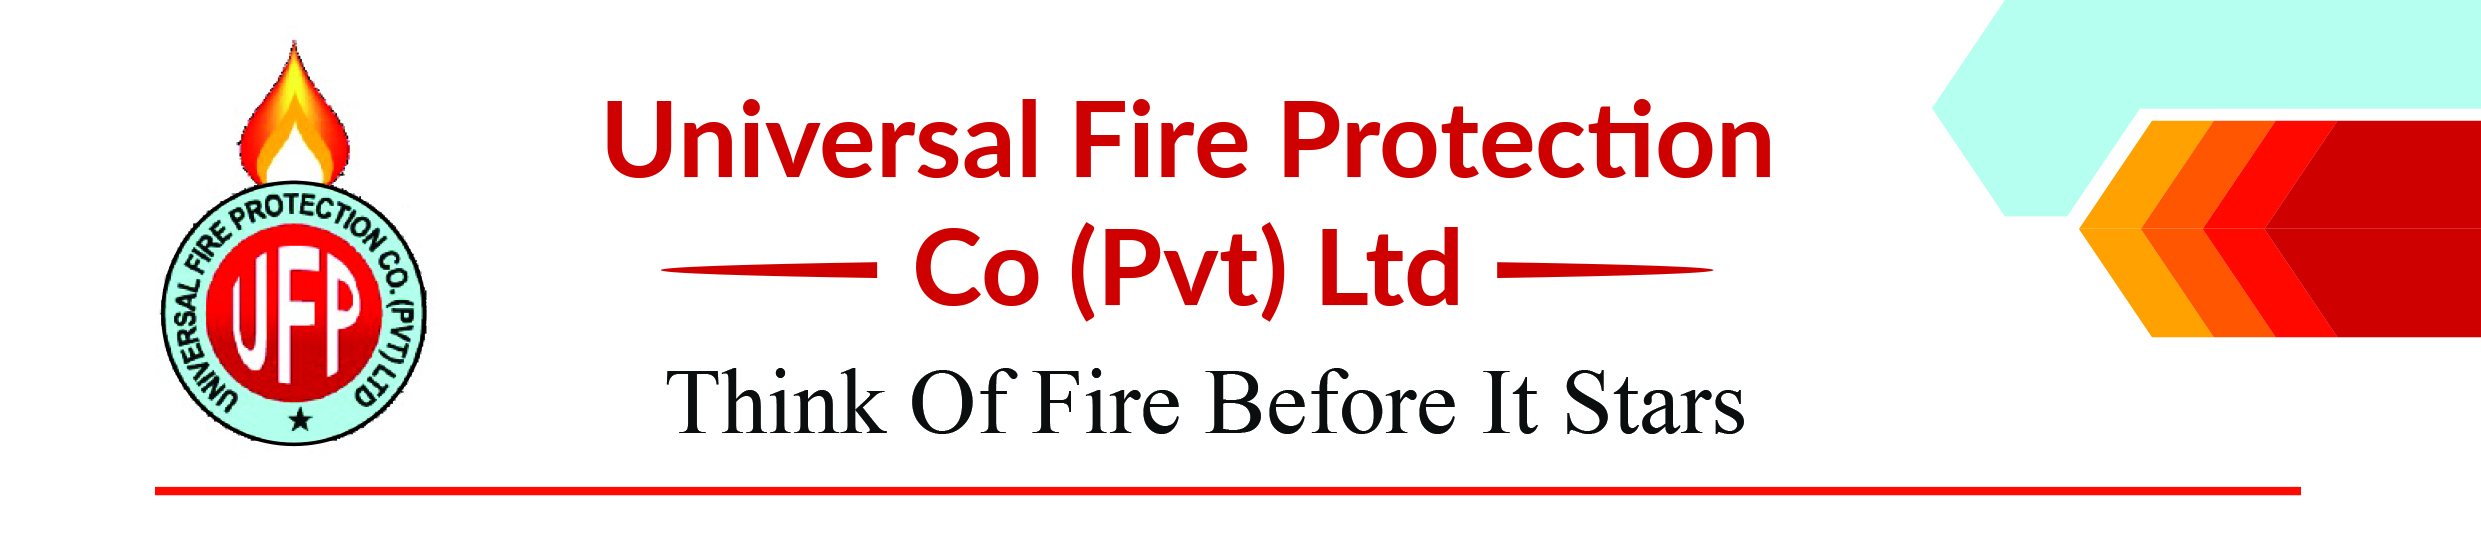 UNIVERSAL FIRE PROTECTION CO. (PVT) LTD
UFP
Universal Fire Protection
Co (Pvt) Ltd
Think Of Fire Before It Stars